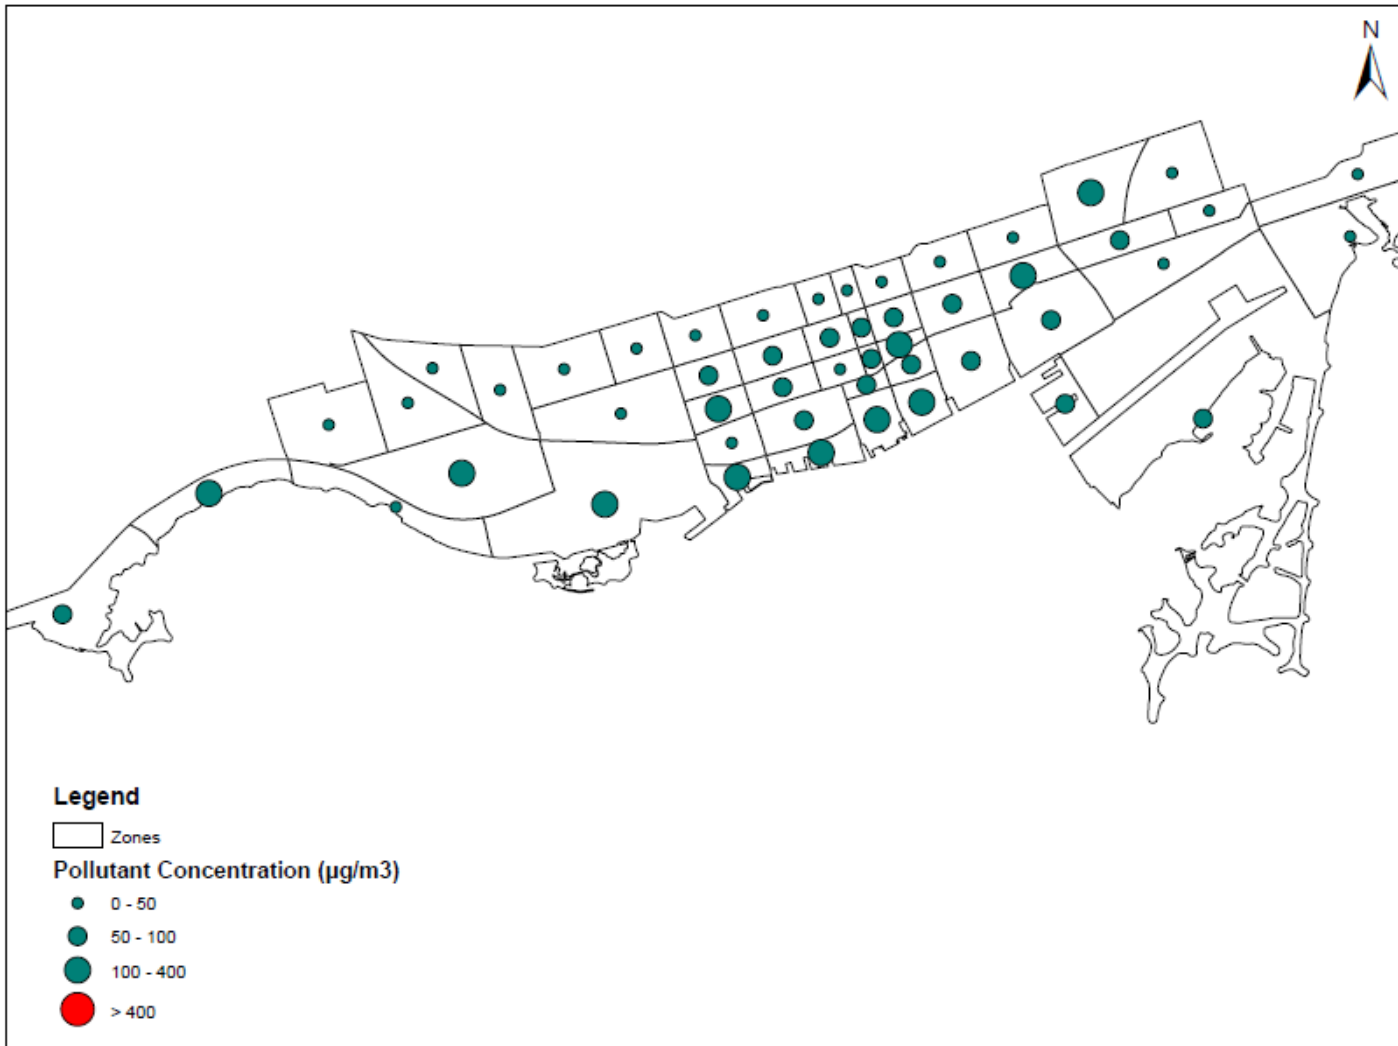 N
Legend
Zones
Pollutant Concentration (µg/m3)
0 - 50
50 - 100
100 - 400
> 400